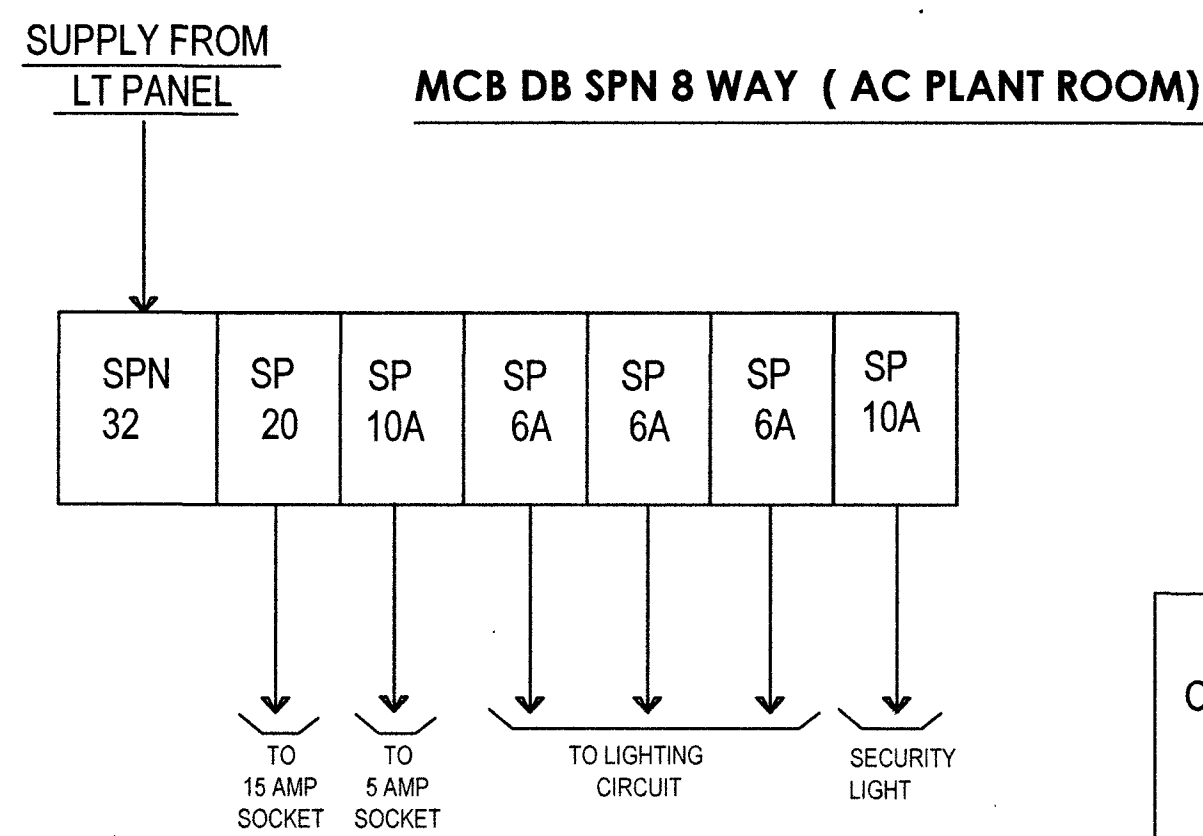 SUPPLY FROM
LT PANEL
MCB DB SPN 8 WAY ( AC PLANT ROOM)
SPN
32
SP
20
SP
10A
SP
6A
SP
6A
SP
6A
SP
10A
TO
15 AMP
SOCKET
TO
5 AMP
SOCKET
TO LIGHTING
CIRCUIT
SECURITY
LIGHT